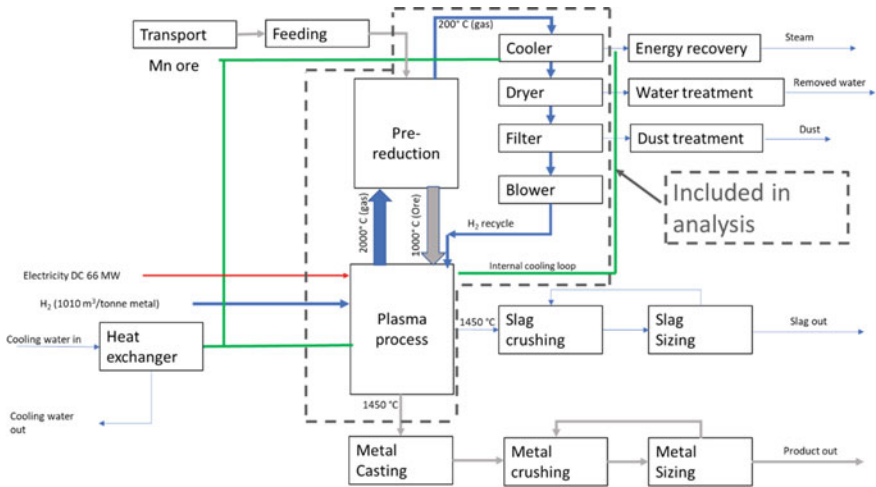 200° C (gas)
Transport
Feeding
Mn ore
Cooler
Energy recovery
Steam
Dryer
Water treatment
Removed water
Pre-
reduction
Filter
Dust treatment
Dust
Blower
Included in
analysis
2000° C (gas)
1000° C (Ore)
H₂ recycle
Internal cooling loop
Electricity DC 66 MW
H₂ (1010 m³/tonne metal)
Plasma
process
1450 °C
Slag
crushing
Slag
Sizing
Slag out
Cooling water in
Heat
exchanger
Cooling water
out
1450 °C
Metal
Casting
Metal
crushing
Metal
Sizing
Product out